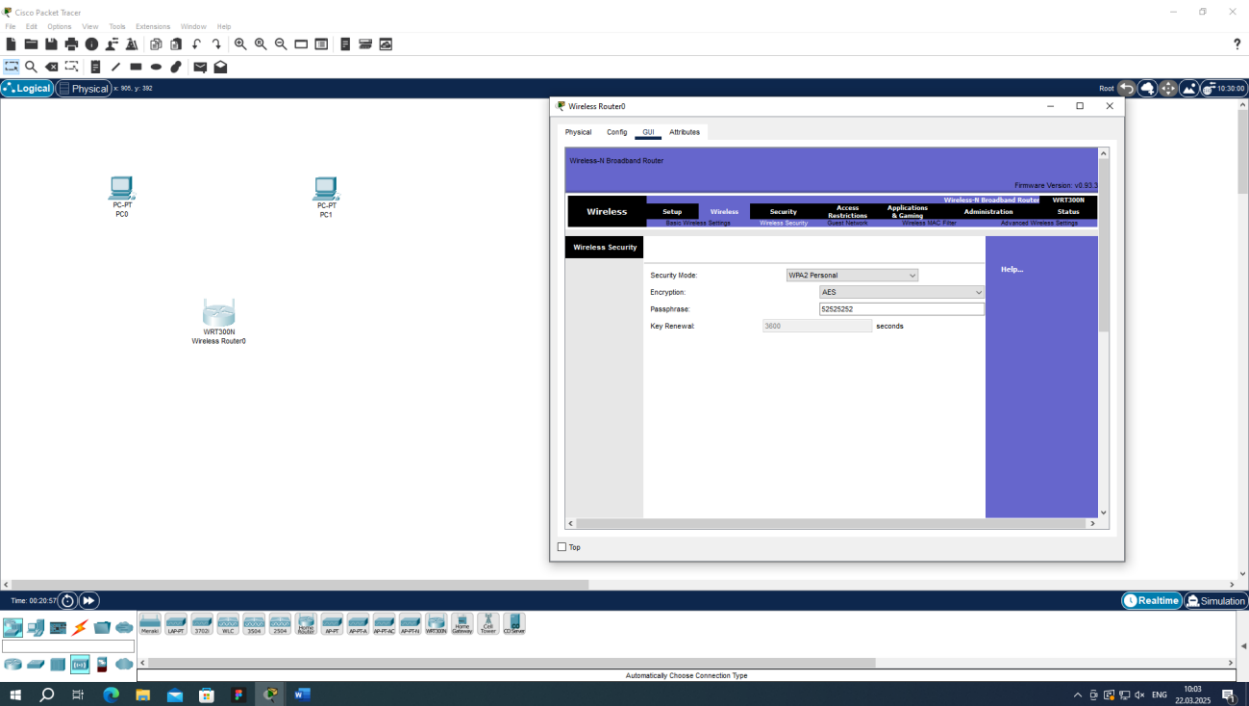 Cisco Packet Tracer
File Edit Options View Tools Extensions Window Help
?
Logical Physical x: 905, y: 392 Root 10:30:00
PC-PT
PC0
PC-PT
PC1
WRT300N
Wireless Router0
Wireless Router0
Physical Config GUI Attributes
Wireless-N Broadband Router
Firmware Version: v0.93.3
Wireless-N Broadband Router WRT300N
Wireless Setup Wireless Security Access Restrictions Applications & Gaming Administration Status
Basic Wireless Settings Wireless Security Guest Network Wireless MAC Filter Advanced Wireless Settings
Wireless Security
Help...
Security Mode: WPA2 Personal
Encryption: AES
Passphrase: 52525252
Key Renewal: 3600 seconds
Top
Time: 00:20:57 Realtime Simulation
Meraki LAP-PT 3702i WLC 3504 2504 Home Router AP-PT AP-PT-A AP-PT-AC AP-PT-N WRT300N Home Gateway Cell Tower CO Server
Automatically Choose Connection Type
ENG 10:03
22.03.2025